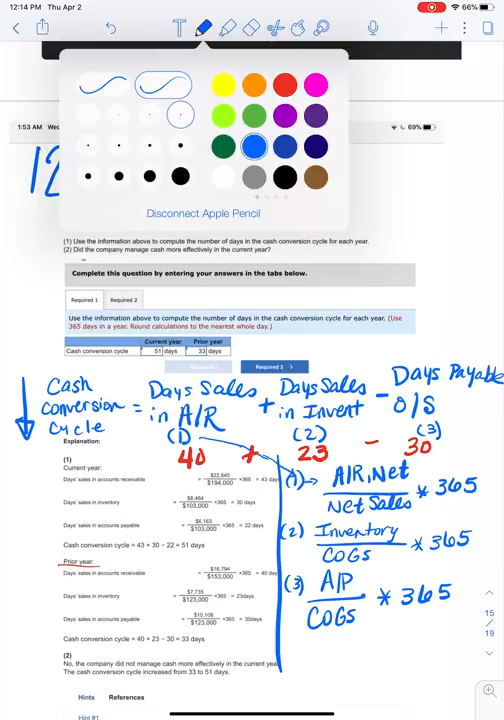 12:14 PM Tue Sep 2
66%
T
1:53 AM Wed
69%
12
Disconnect Apple Pencil
(1) Use the information above to compute the number of days in the cash conversion cycle for each year.
(2) Did the company manage cash more effectively in the current year?
Complete this question by entering your answers in the tabs below.
Required 1
Required 2
Use the information above to compute the number of days in the cash conversion cycle for each year. (Use
365 days in a year. Round calculations to the nearest whole day.)
Current year
Prior year
Cash conversion cycle
51 days
33 days
Required 1
Required 2 >
Cash conversion cycle = Days Sales in A/R + Days Sales in Invent - Days Payable O/S
(1) (2) (3)
40 + 23 - 30
(1) → A/R, Net / Net Sales * 365
(2) Inventory / COGS * 365
(3) A/P / COGS * 365
Explanation:
(1)
Current year:
Days' sales in accounts receivable = $22,645 / $194,000 ×365 = 43 days
Days' sales in inventory = $8,464 / $103,000 ×365 = 30 days
Days' sales in accounts payable = $6,163 / $103,000 ×365 = 22 days
Cash conversion cycle = 43 + 30 − 22 = 51 days
Prior year:
Days' sales in accounts receivable = $16,794 / $153,000 ×365 = 40 day
Days' sales in inventory = $7,735 / $123,000 ×365 = 23days
Days' sales in accounts payable = $10,108 / $123,000 ×365 = 30days
Cash conversion cycle = 40 + 23 − 30 = 33 days
(2)
No, the company did not manage cash more effectively in the current year
The cash conversion cycle increased from 33 to 51 days.
15
/
19
Hints
References
Hint #1